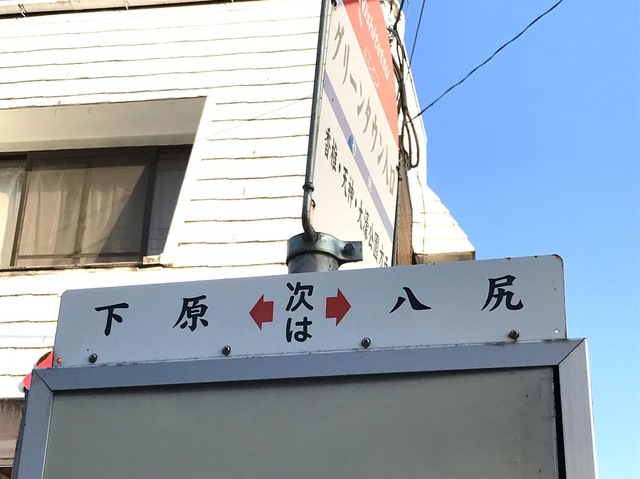 Nishitetsu
グリーンタウン入口
香椎・天神・大濠公園方面
下原 ← 次は → 八尻